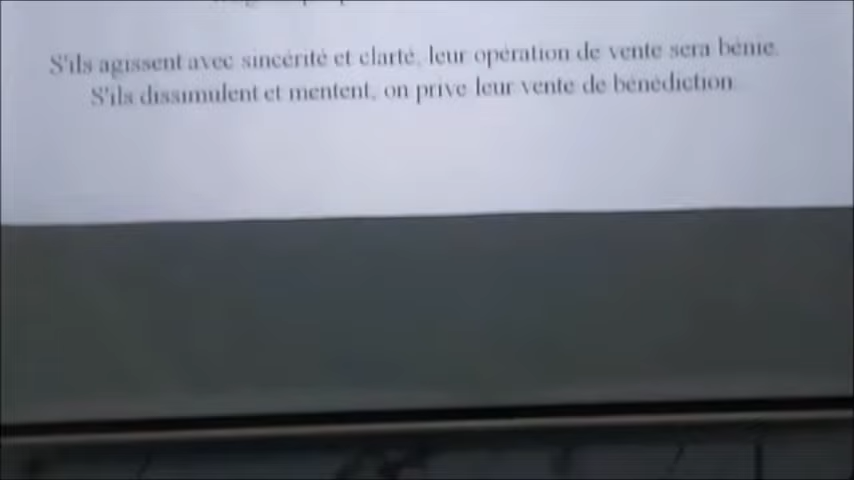 S'ils agissent avec sincérité et clarté, leur opération de vente sera bénie.
S'ils dissimulent et mentent, on prive leur vente de bénédiction.